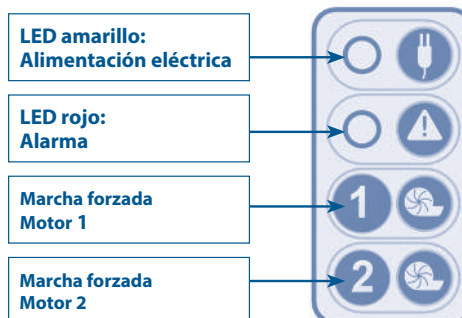 LED amarillo:
Alimentación eléctrica
LED rojo:
Alarma
Marcha forzada
Motor 1
1
Marcha forzada
Motor 2
2